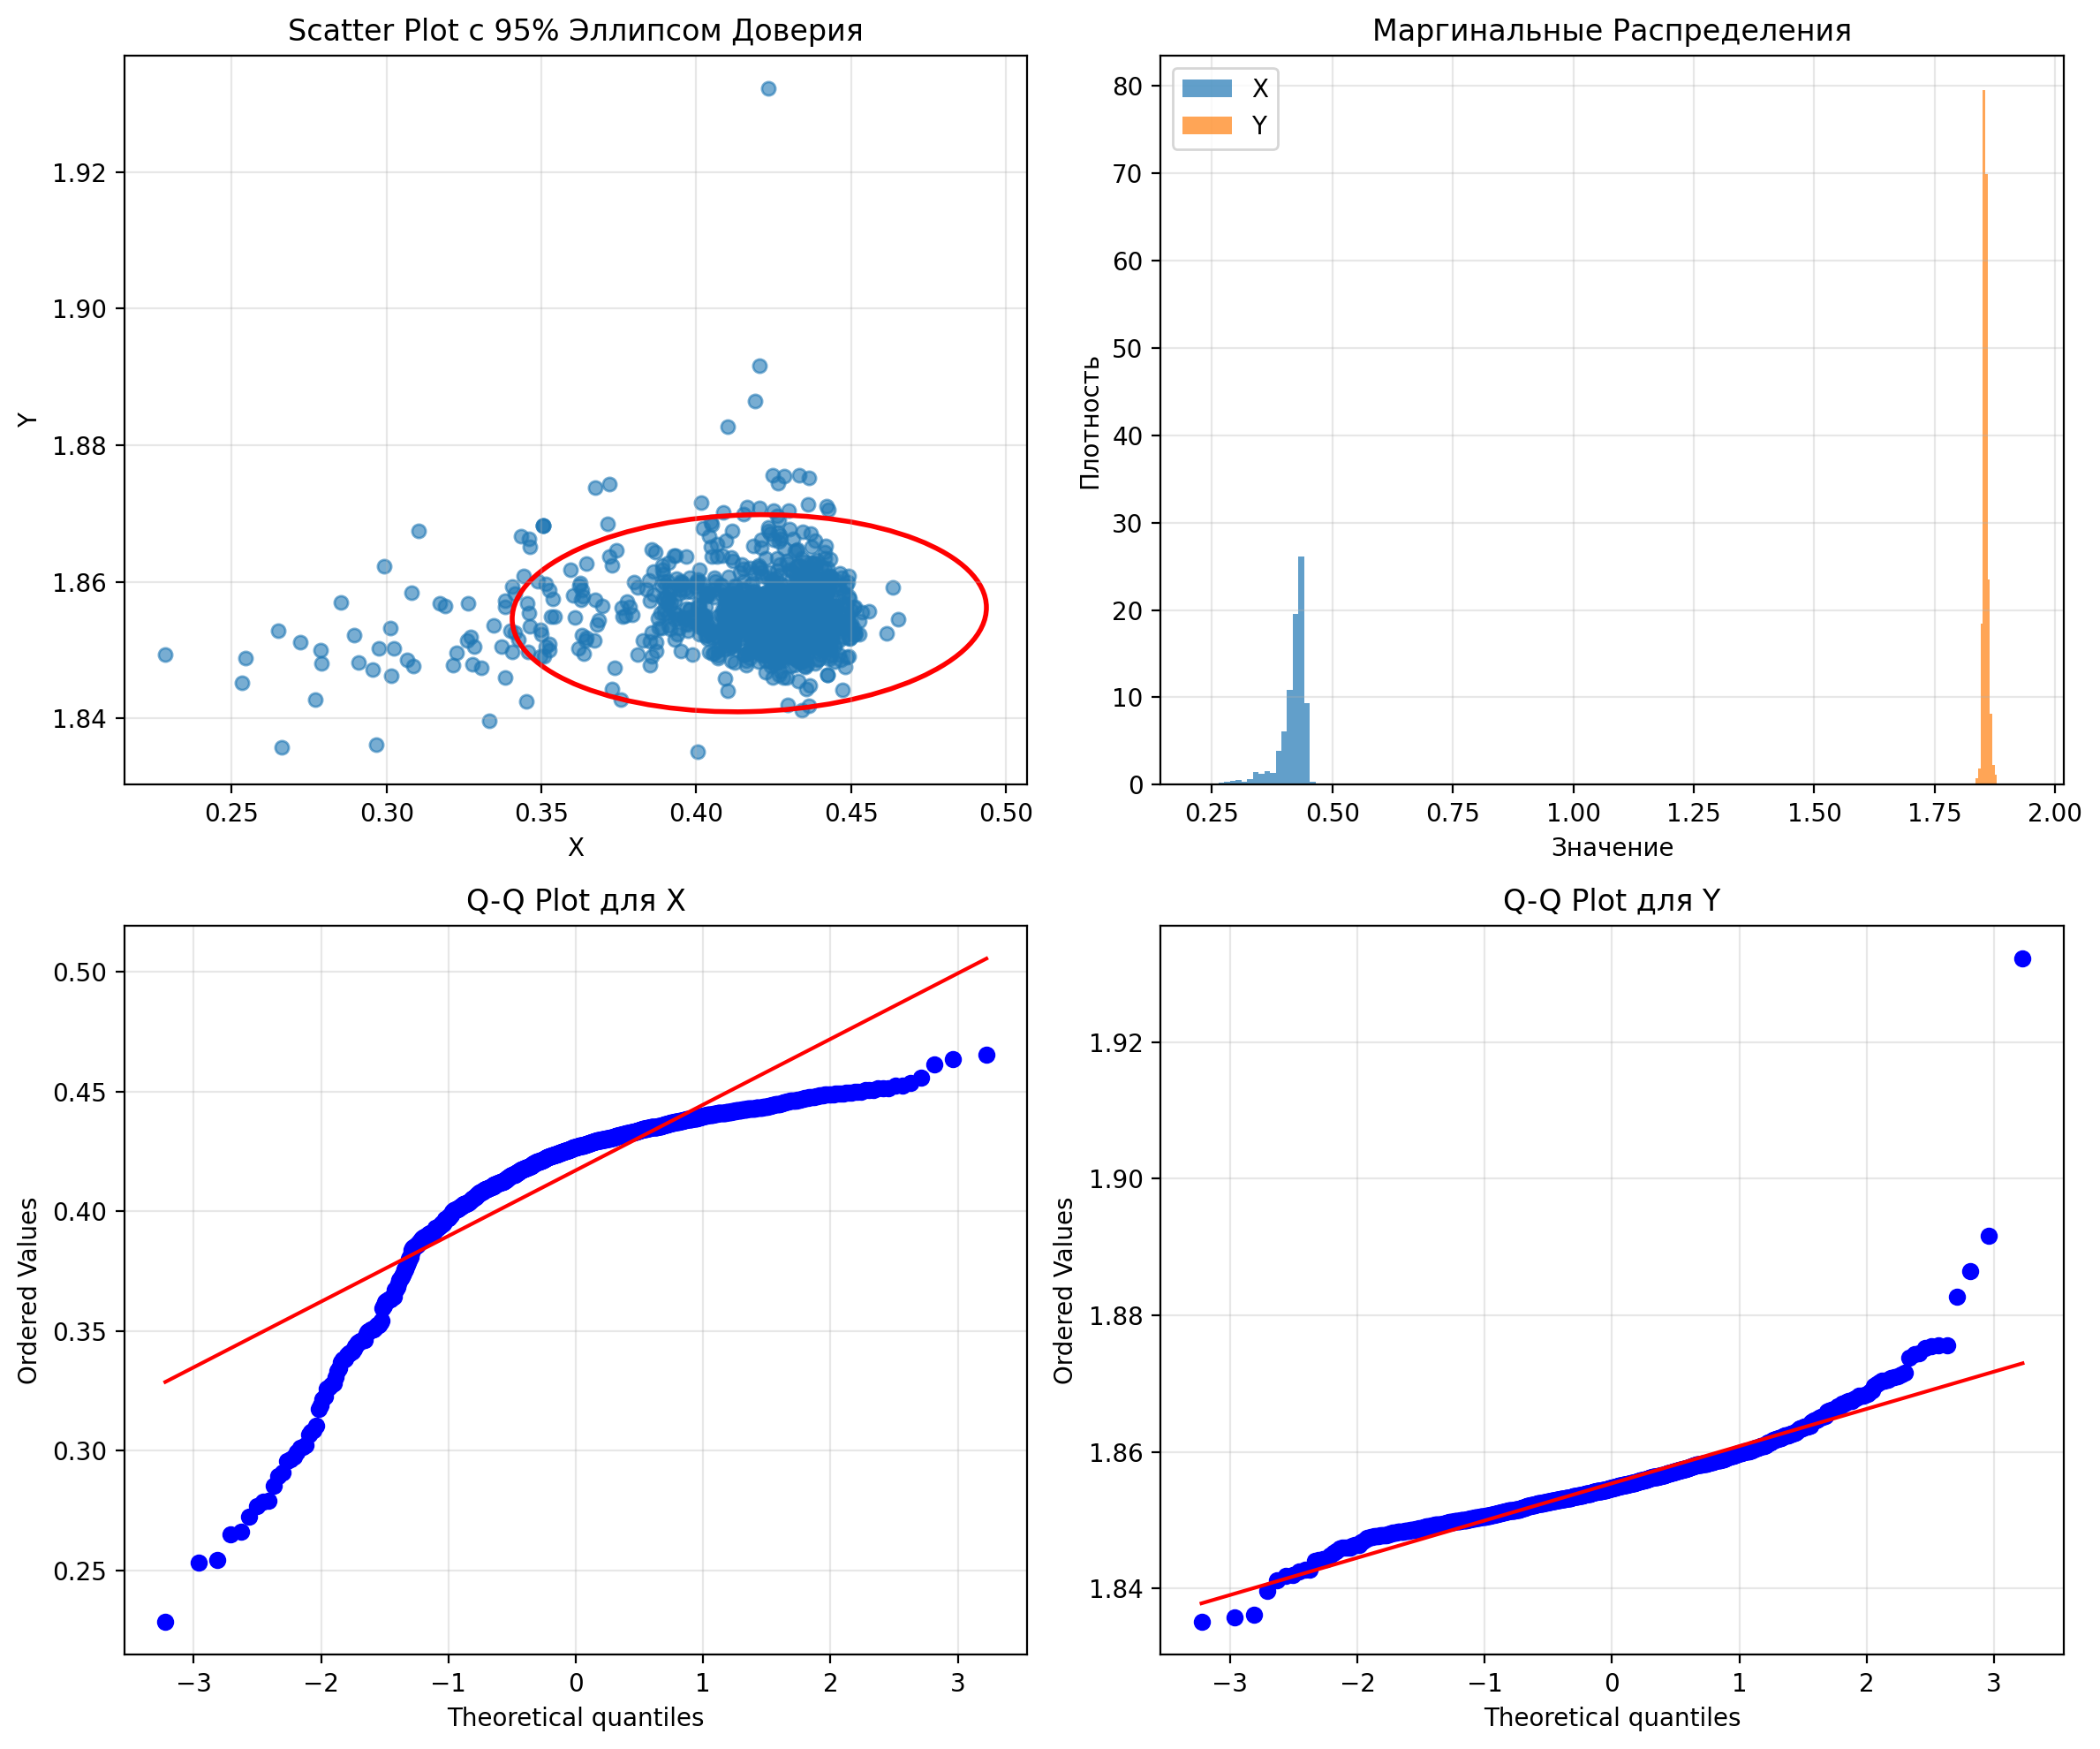 Scatter Plot с 95% Эллипсом Доверия
Y
1.92
1.90
1.88
1.86
1.84
0.25 0.30 0.35 0.40 0.45 0.50
X
Маргинальные Распределения
X
Y
Плотность
80
70
60
50
40
30
20
10
0
0.25 0.50 0.75 1.00 1.25 1.50 1.75 2.00
Значение
Q-Q Plot для X
Ordered Values
0.50
0.45
0.40
0.35
0.30
0.25
−3 −2 −1 0 1 2 3
Theoretical quantiles
Q-Q Plot для Y
Ordered Values
1.92
1.90
1.88
1.86
1.84
−3 −2 −1 0 1 2 3
Theoretical quantiles